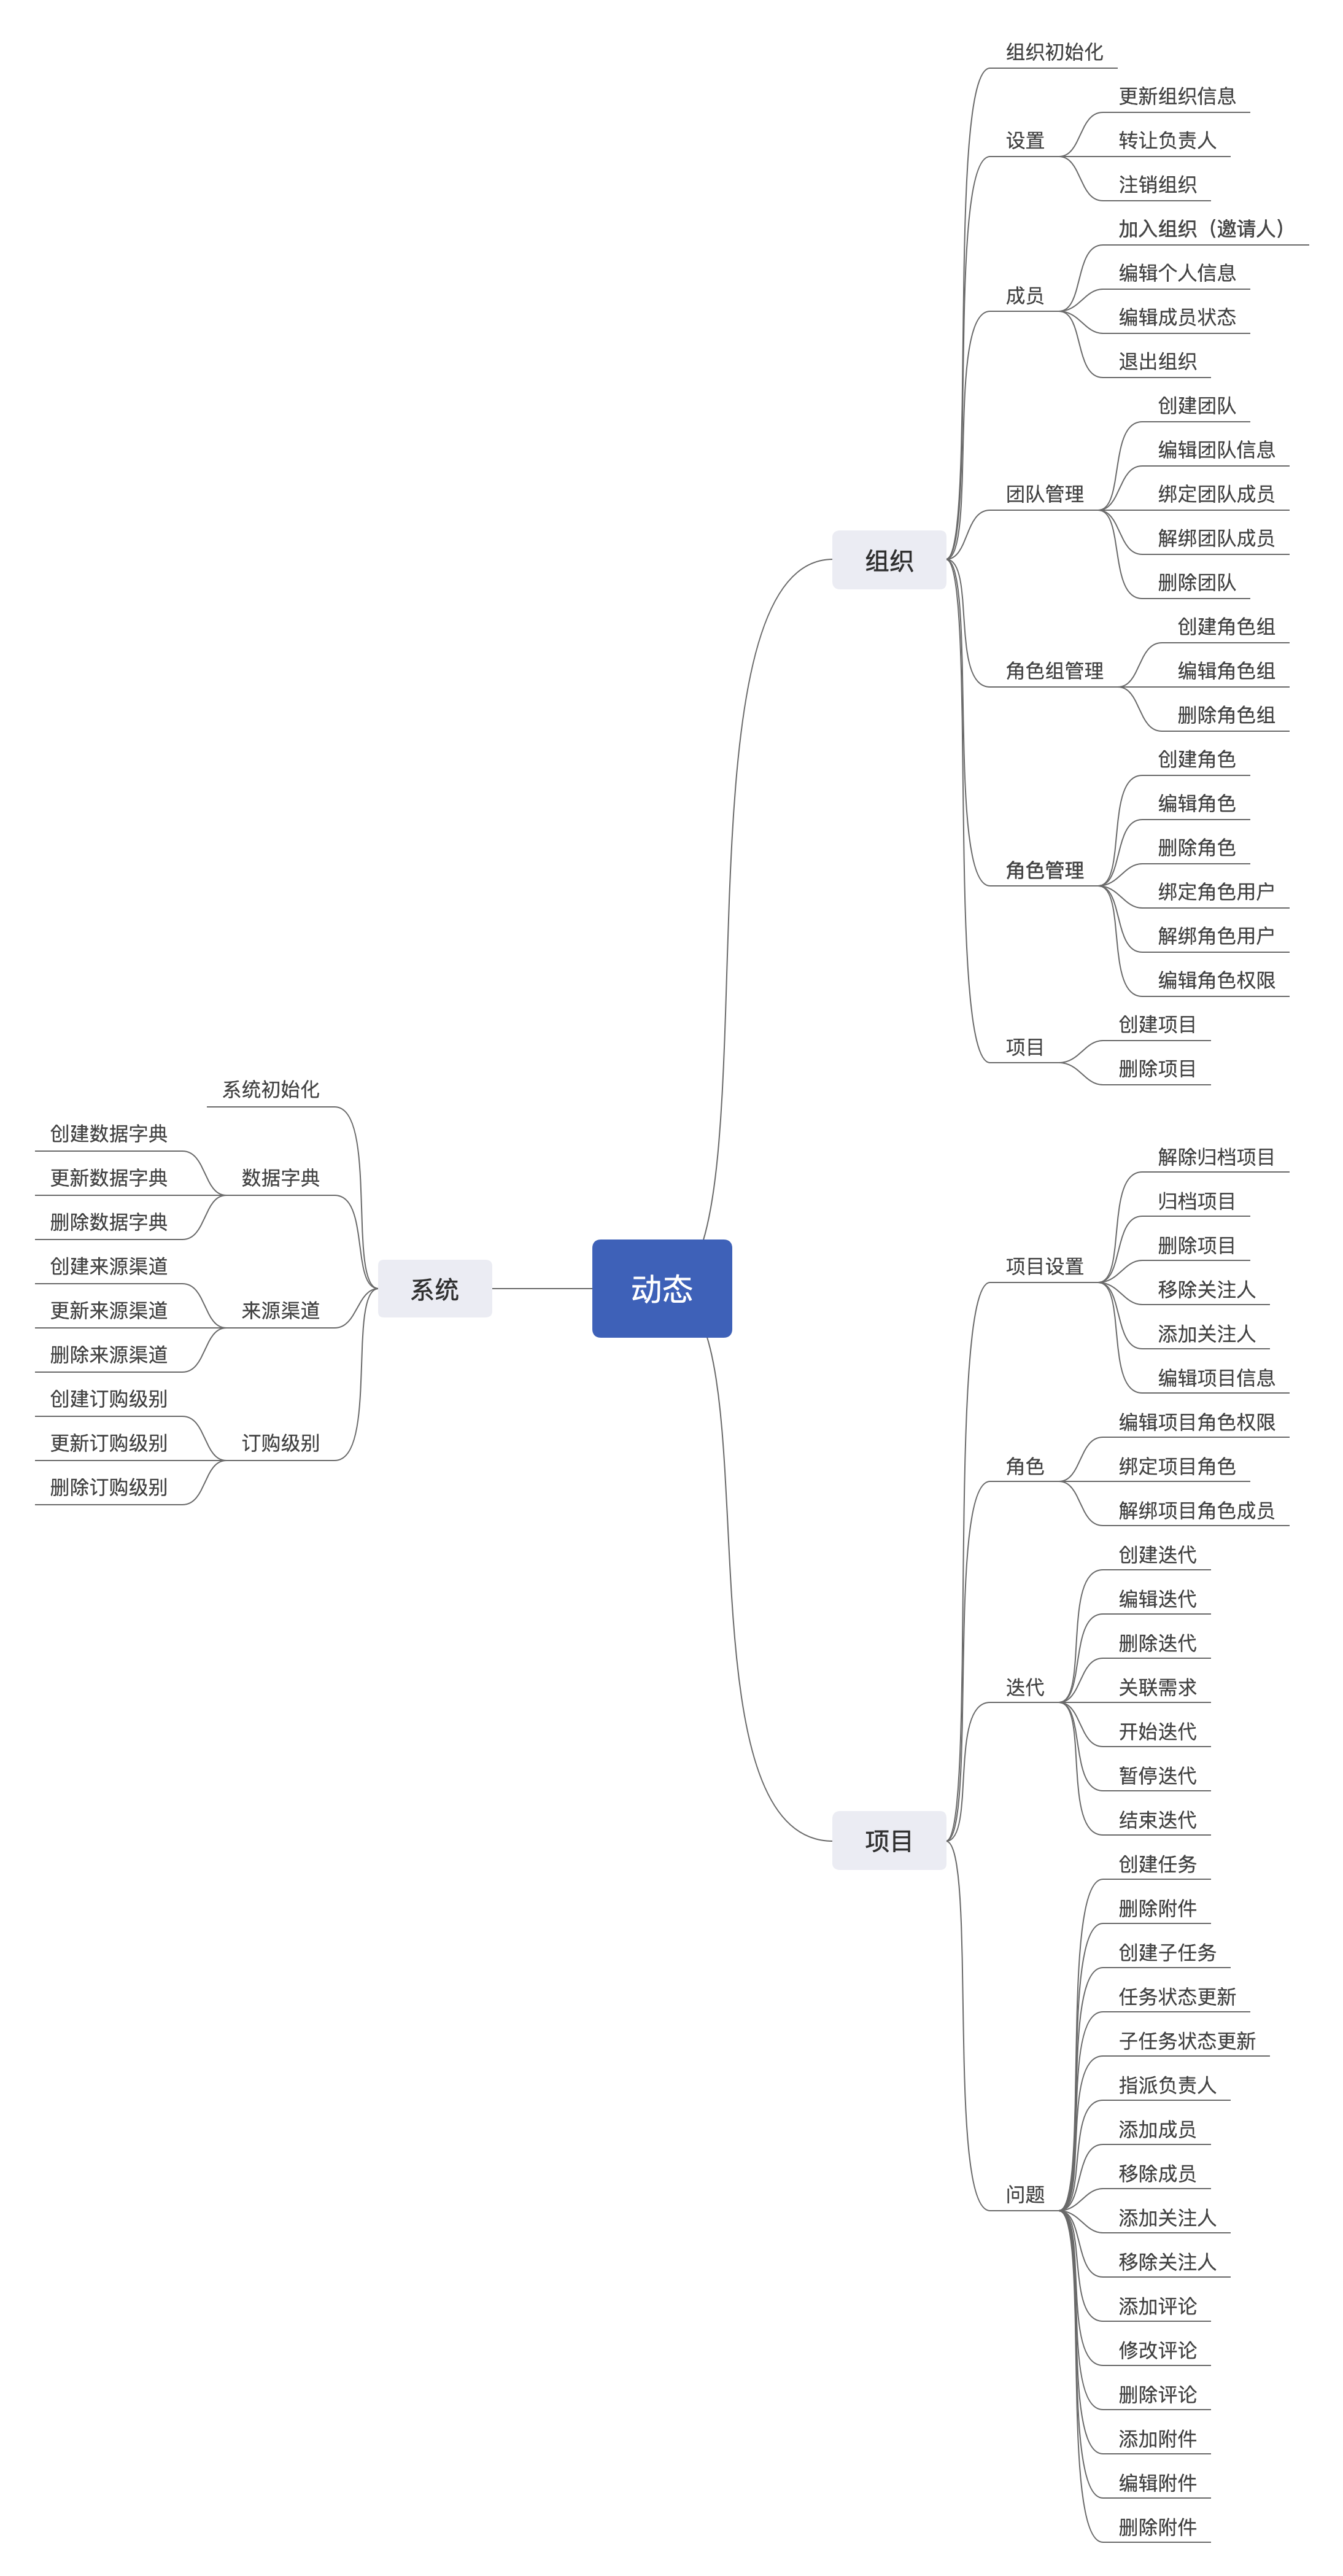 动态
组织
组织初始化
设置
更新组织信息
转让负责人
注销组织
成员
加入组织（邀请人）
编辑个人信息
编辑成员状态
退出组织
团队管理
创建团队
编辑团队信息
绑定团队成员
解绑团队成员
删除团队
角色组管理
创建角色组
编辑角色组
删除角色组
角色管理
创建角色
编辑角色
删除角色
绑定角色用户
解绑角色用户
编辑角色权限
项目
创建项目
删除项目
项目
项目设置
解除归档项目
归档项目
删除项目
移除关注人
添加关注人
编辑项目信息
角色
编辑项目角色权限
绑定项目角色
解绑项目角色成员
迭代
创建迭代
编辑迭代
删除迭代
关联需求
开始迭代
暂停迭代
结束迭代
问题
创建任务
删除附件
创建子任务
任务状态更新
子任务状态更新
指派负责人
添加成员
移除成员
添加关注人
移除关注人
添加评论
修改评论
删除评论
添加附件
编辑附件
删除附件
系统
系统初始化
数据字典
创建数据字典
更新数据字典
删除数据字典
来源渠道
创建来源渠道
更新来源渠道
删除来源渠道
订购级别
创建订购级别
更新订购级别
删除订购级别